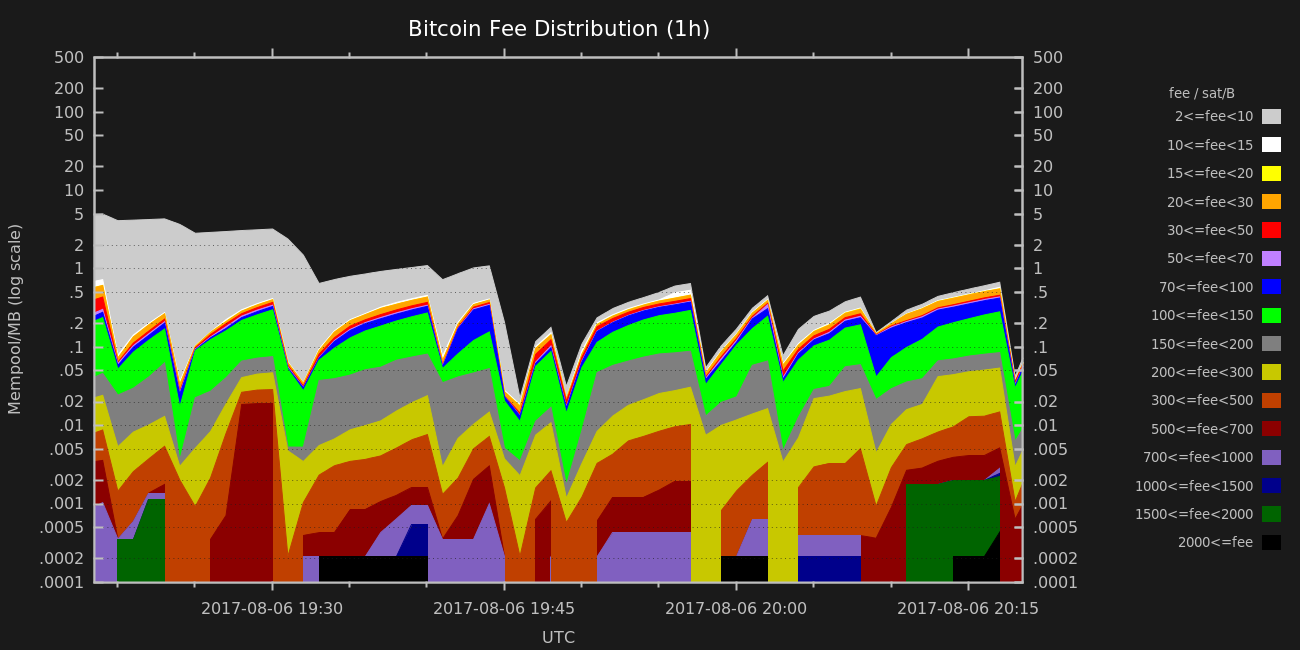 Bitcoin Fee Distribution (1h)
Mempool/MB (log scale)
500
200
100
50
20
10
5
2
1
.5
.2
.1
.05
.02
.01
.005
.002
.001
.0005
.0002
.0001
500
200
100
50
20
10
5
2
1
.5
.2
.1
.05
.02
.01
.005
.002
.001
.0005
.0002
.0001
2017-08-06 19:30
2017-08-06 19:45
2017-08-06 20:00
2017-08-06 20:15
UTC
fee / sat/B
2<=fee<10
10<=fee<15
15<=fee<20
20<=fee<30
30<=fee<50
50<=fee<70
70<=fee<100
100<=fee<150
150<=fee<200
200<=fee<300
300<=fee<500
500<=fee<700
700<=fee<1000
1000<=fee<1500
1500<=fee<2000
2000<=fee